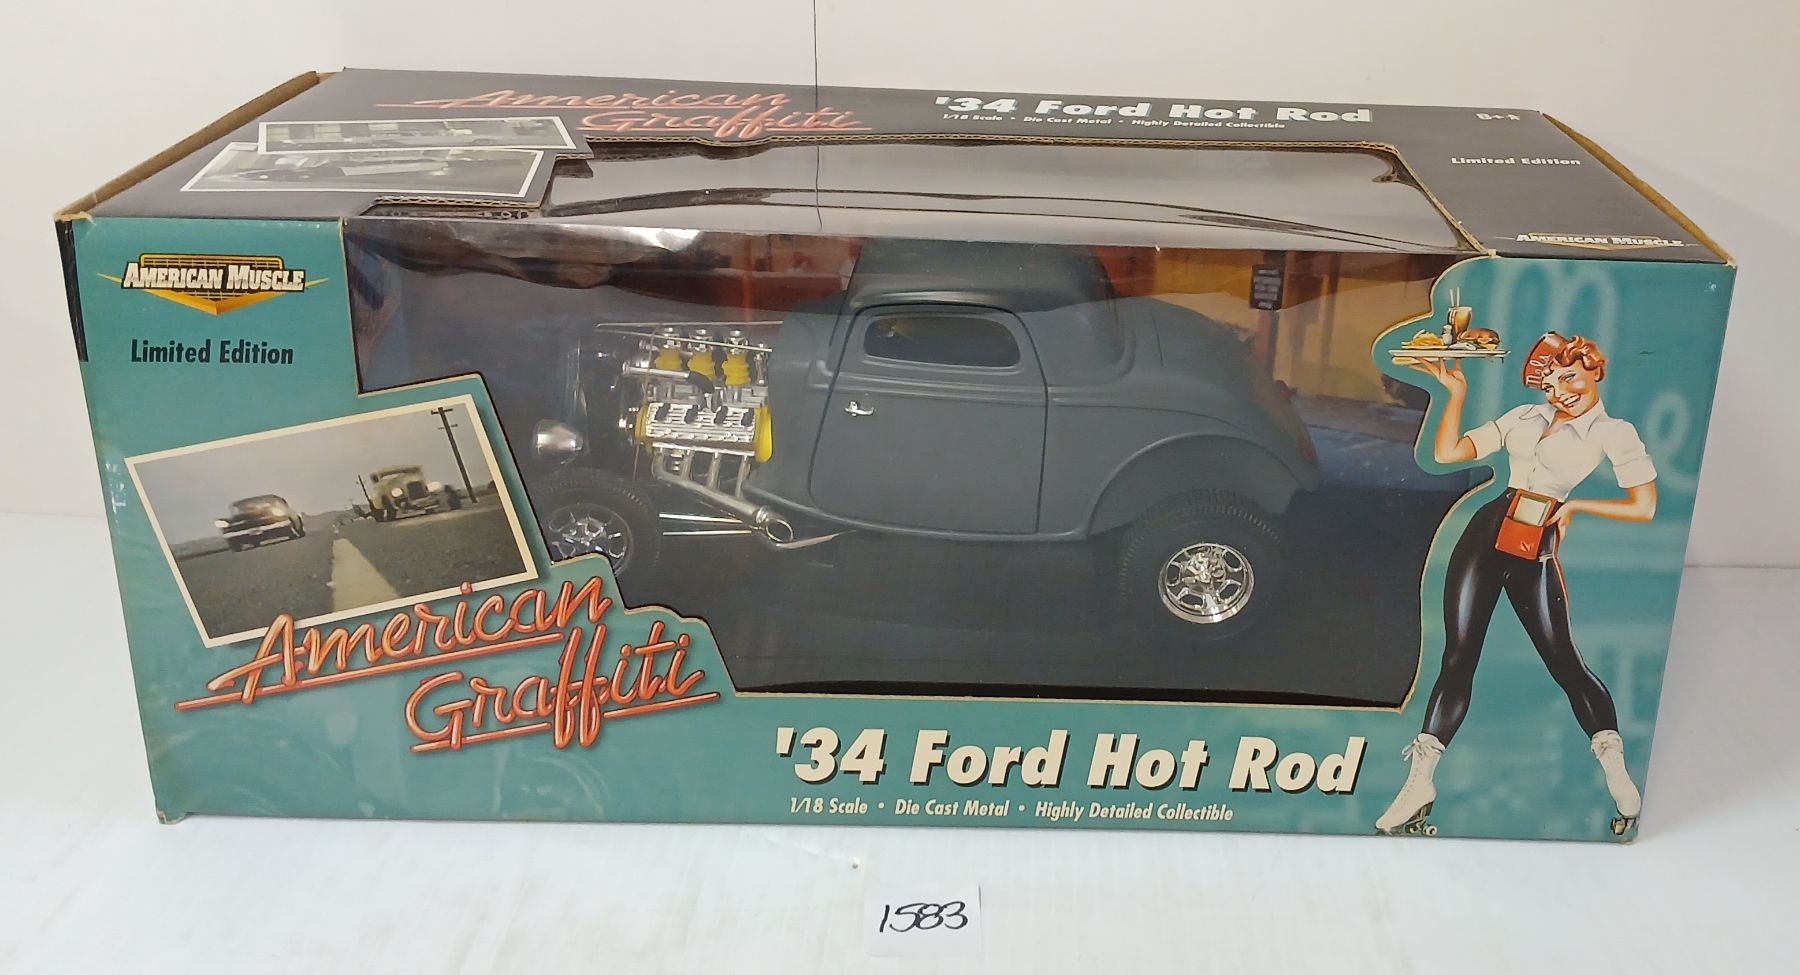 American
Graffiti
'34 Ford Hot Rod
1/18 Scale • Die Cast Metal • Highly Detailed Collectible
8+
Limited Edition
AMERICAN MUSCLE
AMERICAN MUSCLE
Limited Edition
Mel's
American
Graffiti
'34 Ford Hot Rod
1/18 Scale • Die Cast Metal • Highly Detailed Collectible
1583